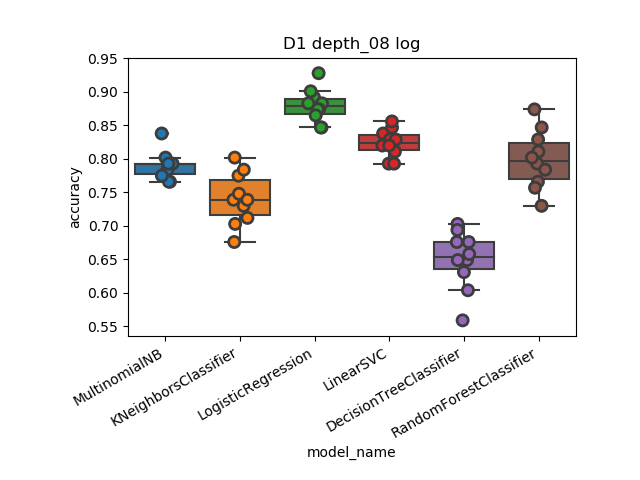 D1 depth_08 log
accuracy
0.95
0.90
0.85
0.80
0.75
0.70
0.65
0.60
0.55
MultinomialNB
KNeighborsClassifier
LogisticRegression
LinearSVC
DecisionTreeClassifier
RandomForestClassifier
model_name